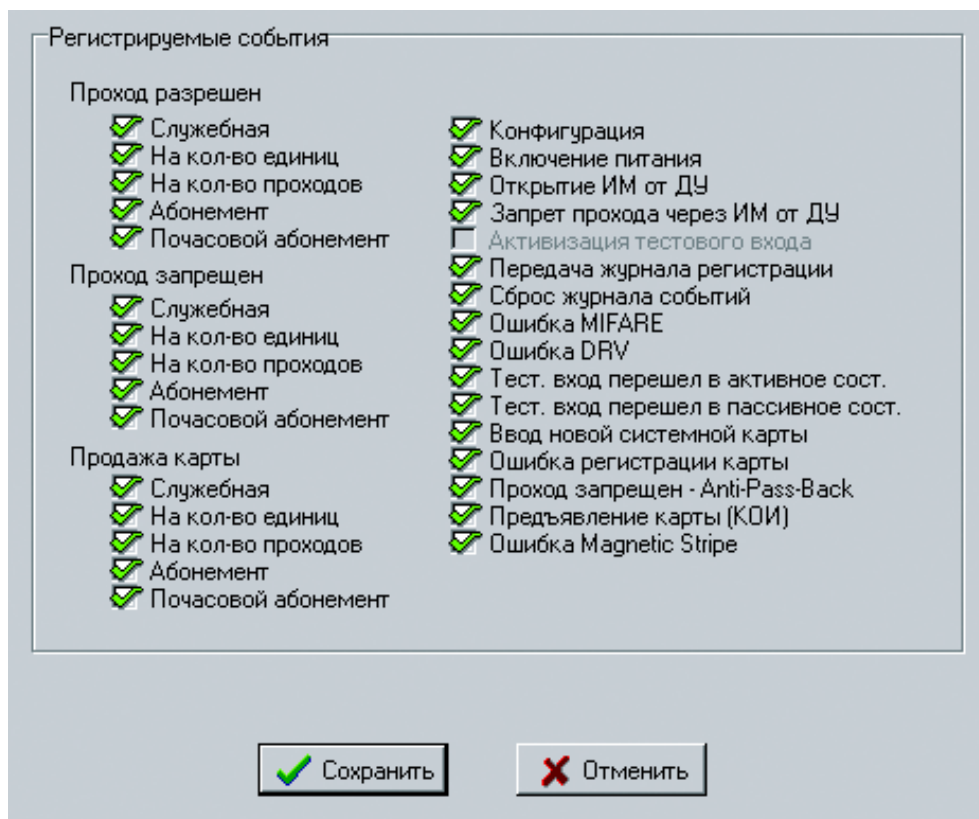 Регистрируемые события
Проход разрешен
Служебная
На кол-во единиц
На кол-во проходов
Абонемент
Почасовой абонемент
Проход запрещен
Служебная
На кол-во единиц
На кол-во проходов
Абонемент
Почасовой абонемент
Продажа карты
Служебная
На кол-во единиц
На кол-во проходов
Абонемент
Почасовой абонемент
Конфигурация
Включение питания
Открытие ИМ от ДУ
Запрет прохода через ИМ от ДУ
Активизация тестового входа
Передача журнала регистрации
Сброс журнала событий
Ошибка MIFARE
Ошибка DRV
Тест. вход перешел в активное сост.
Тест. вход перешел в пассивное сост.
Ввод новой системной карты
Ошибка регистрации карты
Проход запрещен - Anti-Pass-Back
Предъявление карты (КОИ)
Ошибка Magnetic Stripe
Сохранить
Отменить